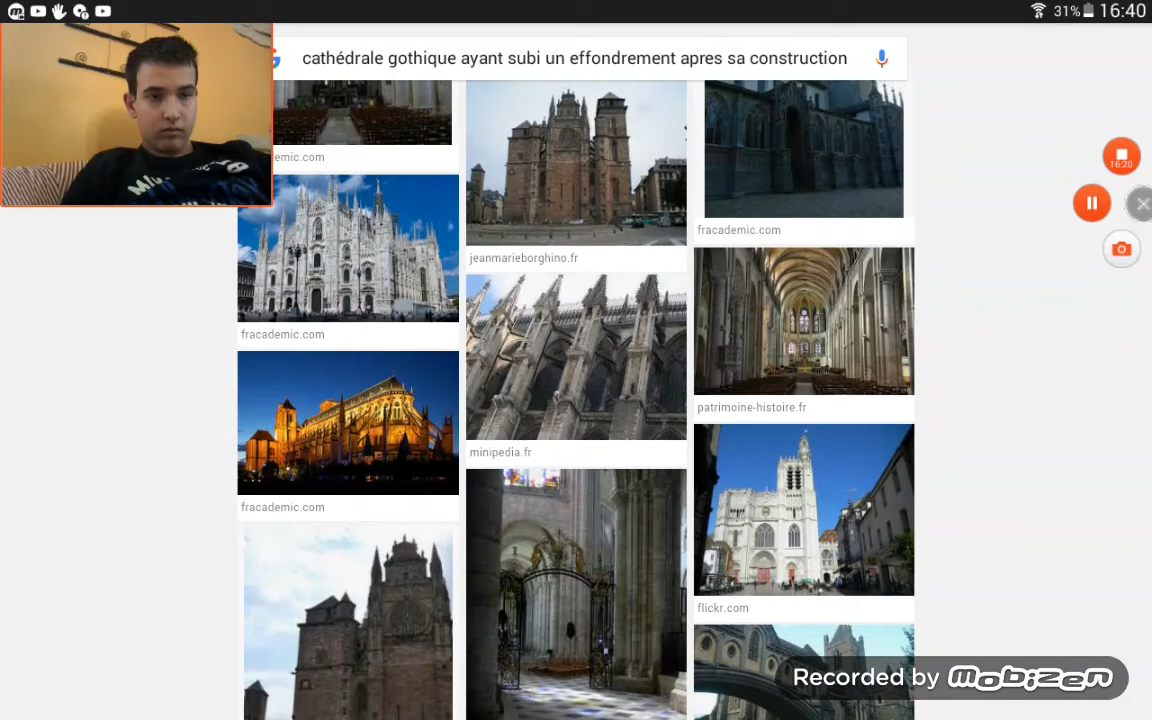 31% 16:40
cathédrale gothique ayant subi un effondrement apres sa construction
emic.com
fracademic.com
fracademic.com
jeanmarieborghino.fr
minipedia.fr
fracademic.com
patrimoine-histoire.fr
flickr.com
16:20
Recorded by mobizen